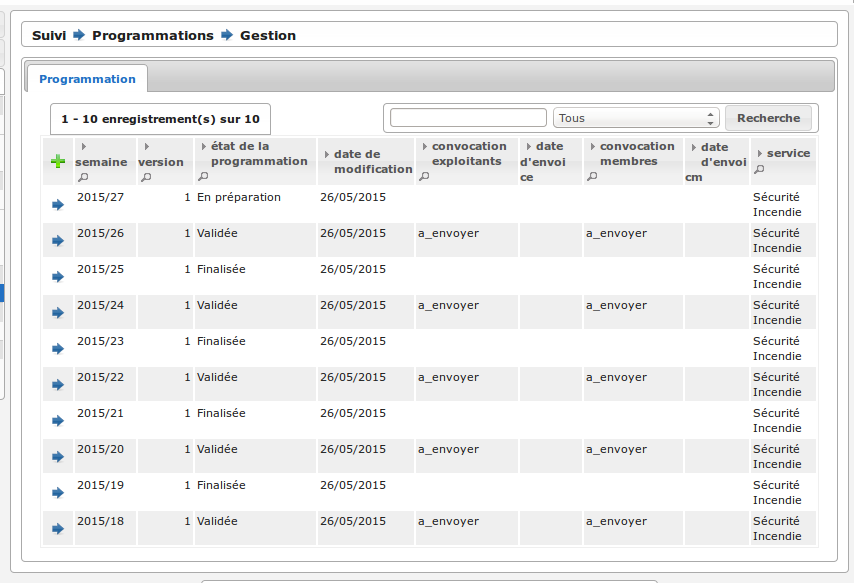 Suivi Programmations Gestion
Programmation
1 - 10 enregistrement(s) sur 10
Tous
Recherche
semaine version état de la programmation date de modification convocation exploitants date d'envoi ce convocation membres date d'envoi cm service
2015/27 1 En préparation 26/05/2015 Sécurité
Incendie
2015/26 1 Validée 26/05/2015 a_envoyer a_envoyer Sécurité
Incendie
2015/25 1 Finalisée 26/05/2015 Sécurité
Incendie
2015/24 1 Validée 26/05/2015 a_envoyer a_envoyer Sécurité
Incendie
2015/23 1 Finalisée 26/05/2015 Sécurité
Incendie
2015/22 1 Validée 26/05/2015 a_envoyer a_envoyer Sécurité
Incendie
2015/21 1 Finalisée 26/05/2015 Sécurité
Incendie
2015/20 1 Validée 26/05/2015 a_envoyer a_envoyer Sécurité
Incendie
2015/19 1 Finalisée 26/05/2015 Sécurité
Incendie
2015/18 1 Validée 26/05/2015 a_envoyer a_envoyer Sécurité
Incendie